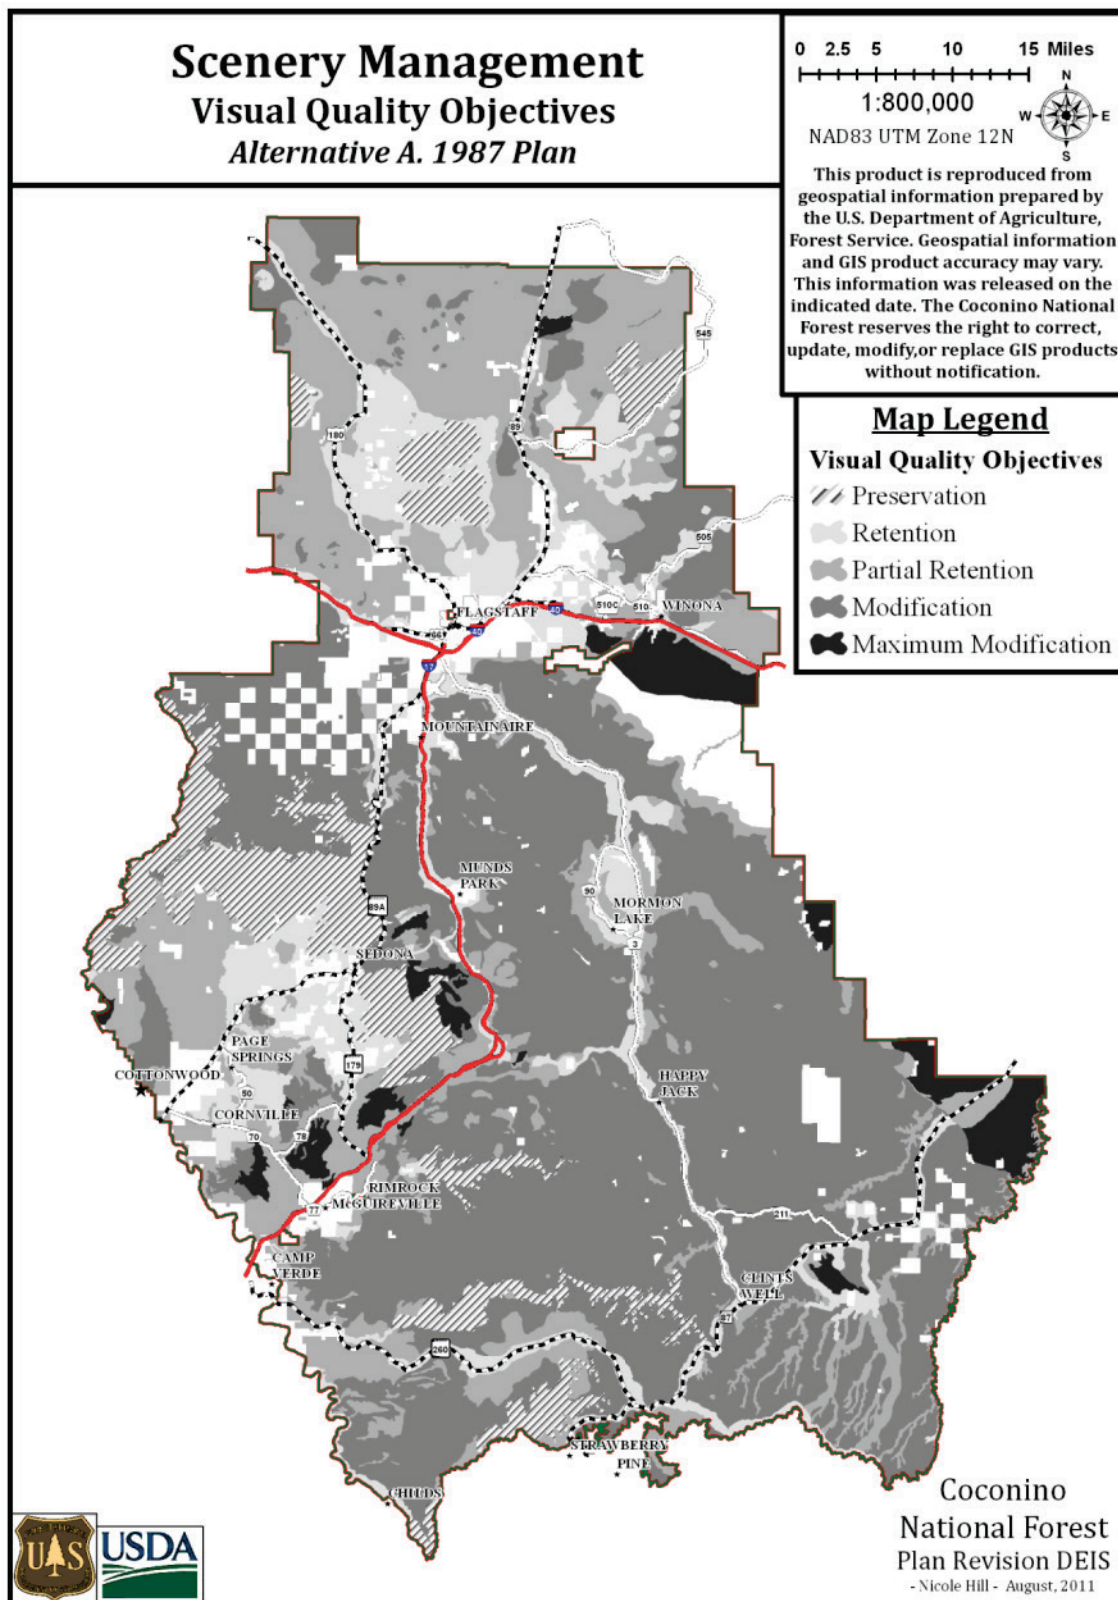 Scenery Management
Visual Quality Objectives
Alternative A. 1987 Plan
0 2.5 5 10 15 Miles
1:800,000
NAD83 UTM Zone 12N
N
W E
S
This product is reproduced from
geospatial information prepared by
the U.S. Department of Agriculture,
Forest Service. Geospatial information
and GIS product accuracy may vary.
This information was released on the
indicated date. The Coconino National
Forest reserves the right to correct,
update, modify,or replace GIS products
without notification.
Map Legend
Visual Quality Objectives
Preservation
Retention
Partial Retention
Modification
Maximum Modification
545
180
89
505
510C
510
WINONA
FLAGSTAFF
40
40
66
17
MOUNTAINAIRE
MUNDS
PARK
90
MORMON
LAKE
3
89A
SEDONA
PAGE
SPRINGS
COTTONWOOD
179
50
CORNVILLE
70
78
HAPPY
JACK
RIMROCK
McGUIREVILLE
77
211
CAMP
VERDE
CLINTS
WELL
87
260
STRAWBERRY
PINE
CHILDS
Coconino
National Forest
Plan Revision DEIS
- Nicole Hill - August, 2011
U S
USDA